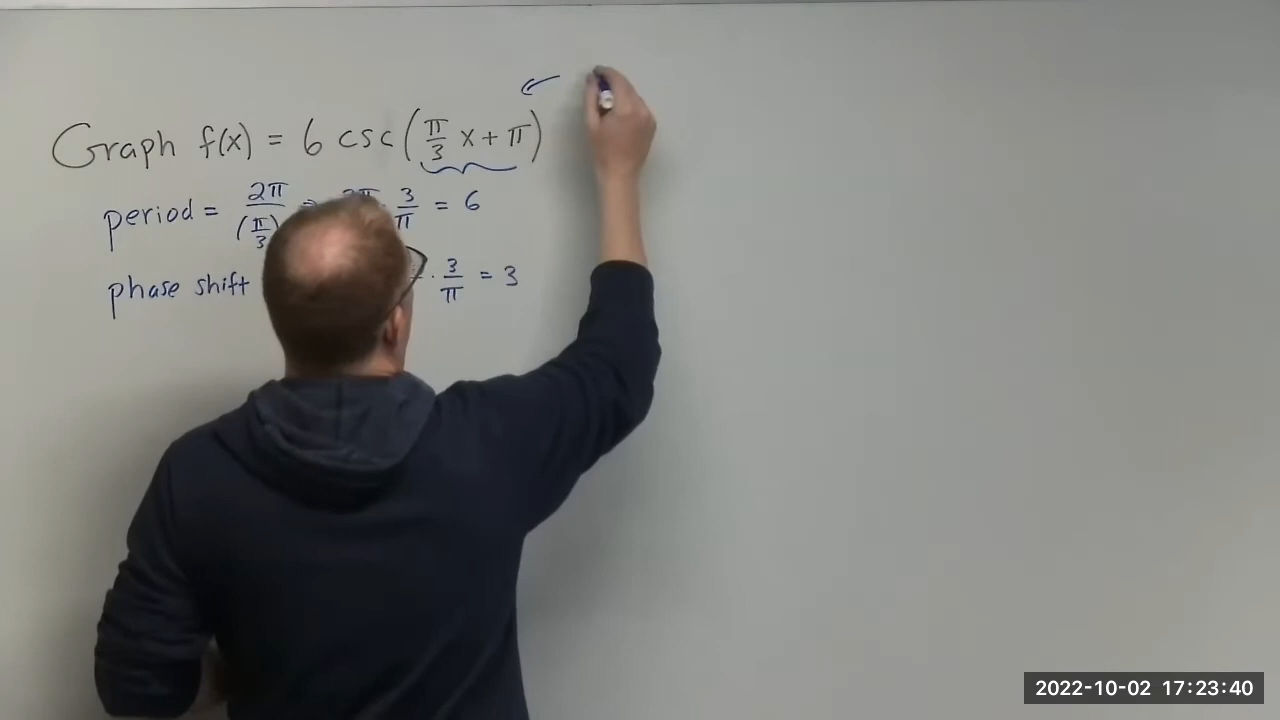 Graph f(x) = 6 csc(π/3 x + π)
period = 2π/(π/3) = 2π · 3/π = 6
phase shift · 3/π = 3
2022-10-02 17:23:40